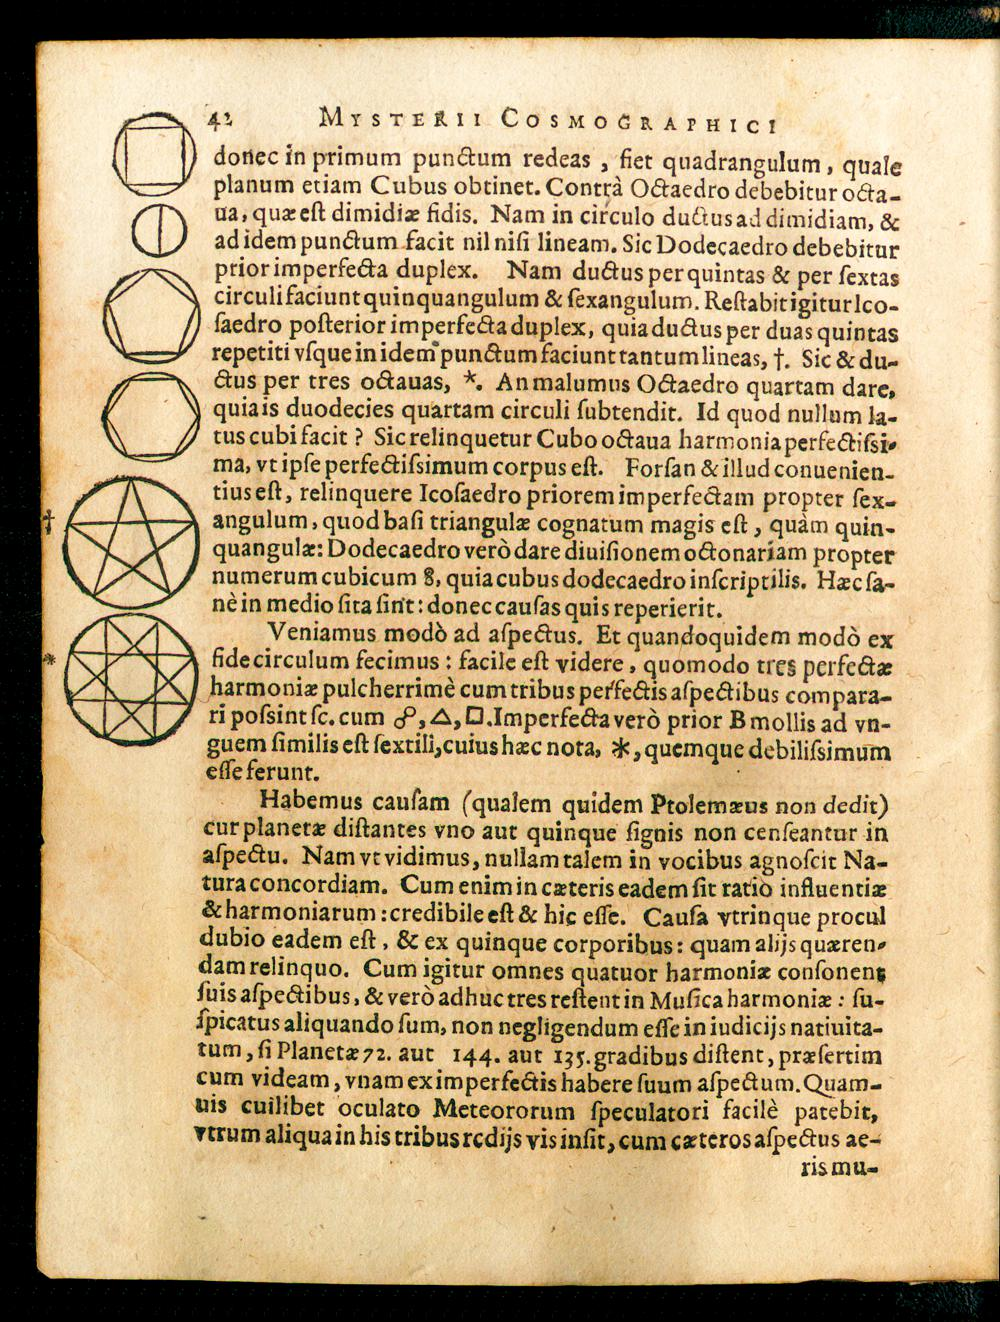 42 MYSTERII COSMOGRAPHICI
donec in primum punctum redeas, fiet quadrangulum, quale
planum etiam Cubus obtinet. Contrà Octaedro debebitur octa-
ua, quæ eſt dimidiæ fidis. Nam in circulo ductus ad dimidiam, &
ad idem punctum facit nil niſi lineam. Sic Dodecaedro debebitur
prior imperfecta duplex. Nam ductus per quintas & per ſextas
circuli faciunt quinquangulum & ſexangulum. Reſtabit igitur Ico-
ſaedro poſterior imperfecta duplex, quia ductus per duas quintas
repetiti vſque in idem punctum faciunt tantum lineas, †. Sic & du-
ctus per tres octauas, *. An malumus Octaedro quartam dare,
quia is duodecies quartam circuli ſubtendit. Id quod nullum la-
tus cubi facit? Sic relinquetur Cubo octaua harmonia perfectiſsi-
ma, vt ipſe perfectiſsimum corpus eſt. Forſan & illud conuenien-
tius eſt, relinquere Icoſaedro priorem imperfectam propter ſex-
† angulum, quod baſi triangulæ cognatum magis eſt, quàm quin-
quangulæ: Dodecaedro verò dare diuiſionem octonariam propter
numerum cubicum 8, quia cubus dodecaedro inſcriptilis. Hæc ſa-
nè in medio ſita ſint: donec cauſas quis repererit.
Veniamus modò ad aſpectus. Et quandoquidem modò ex
* fide circulum fecimus: facile eſt videre, quomodo tres perfectæ
harmoniæ pulcherrimè cum tribus perfectis aſpectibus compara-
ri poſsint ſc. cum ☍, △, □. Imperfecta verò prior B mollis ad vn-
guem ſimilis eſt ſextili, cuius hæc nota, ⚹, quemque debiliſsimum
eſſe ferunt.
Habemus cauſam (qualem quidem Ptolemæus non dedit)
cur planetæ diſtantes vno aut quinque ſignis non cenſeantur in
aſpectu. Nam vt vidimus, nullam talem in vocibus agnoſcit Na-
tura concordiam. Cum enim in cæteris eadem ſit ratio influentiæ
& harmoniarum: credibile eſt & hic eſſe. Cauſa vtrinque procul
dubio eadem eſt, & ex quinque corporibus: quam alijs quæren-
dam relinquo. Cum igitur omnes quatuor harmoniæ conſonent
ſuis aſpectibus, & verò adhuc tres reſtent in Muſica harmoniæ: ſu-
ſpicatus aliquando ſum, non negligendum eſſe in iudicijs natiuita-
tum, ſi Planetæ 72. aut 144. aut 135. gradibus diſtent, præſertim
cum videam, vnam ex imperfectis habere ſuum aſpectum. Quam-
uis cuilibet oculato Meteororum ſpeculatori facilè patebit,
vtrum aliqua in his tribus redijs vis inſit, cum cæteros aſpectus ae-
ris mu-